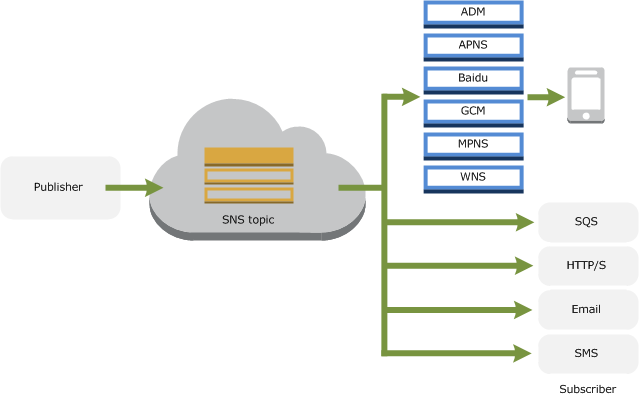 ADM
APNS
Baidu
GCM
MPNS
WNS
Publisher
SNS topic
SQS
HTTP/S
Email
SMS
Subscriber